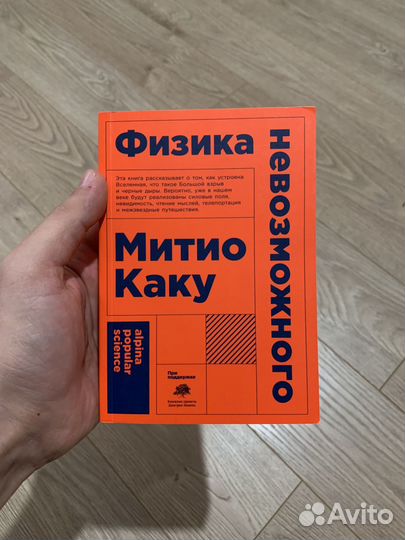 Физика
невозможного
Эта книга рассказывает о том, как устроена
Вселенная, что такое Большой взрыв
и черные дыры. Вероятно, уже в нашем
веке будут реализованы силовые поля,
невидимость, чтение мыслей, телепортация
и межзвездные путешествия.
Митио
Каку
alpina
popular
science
При
поддержке
Avito